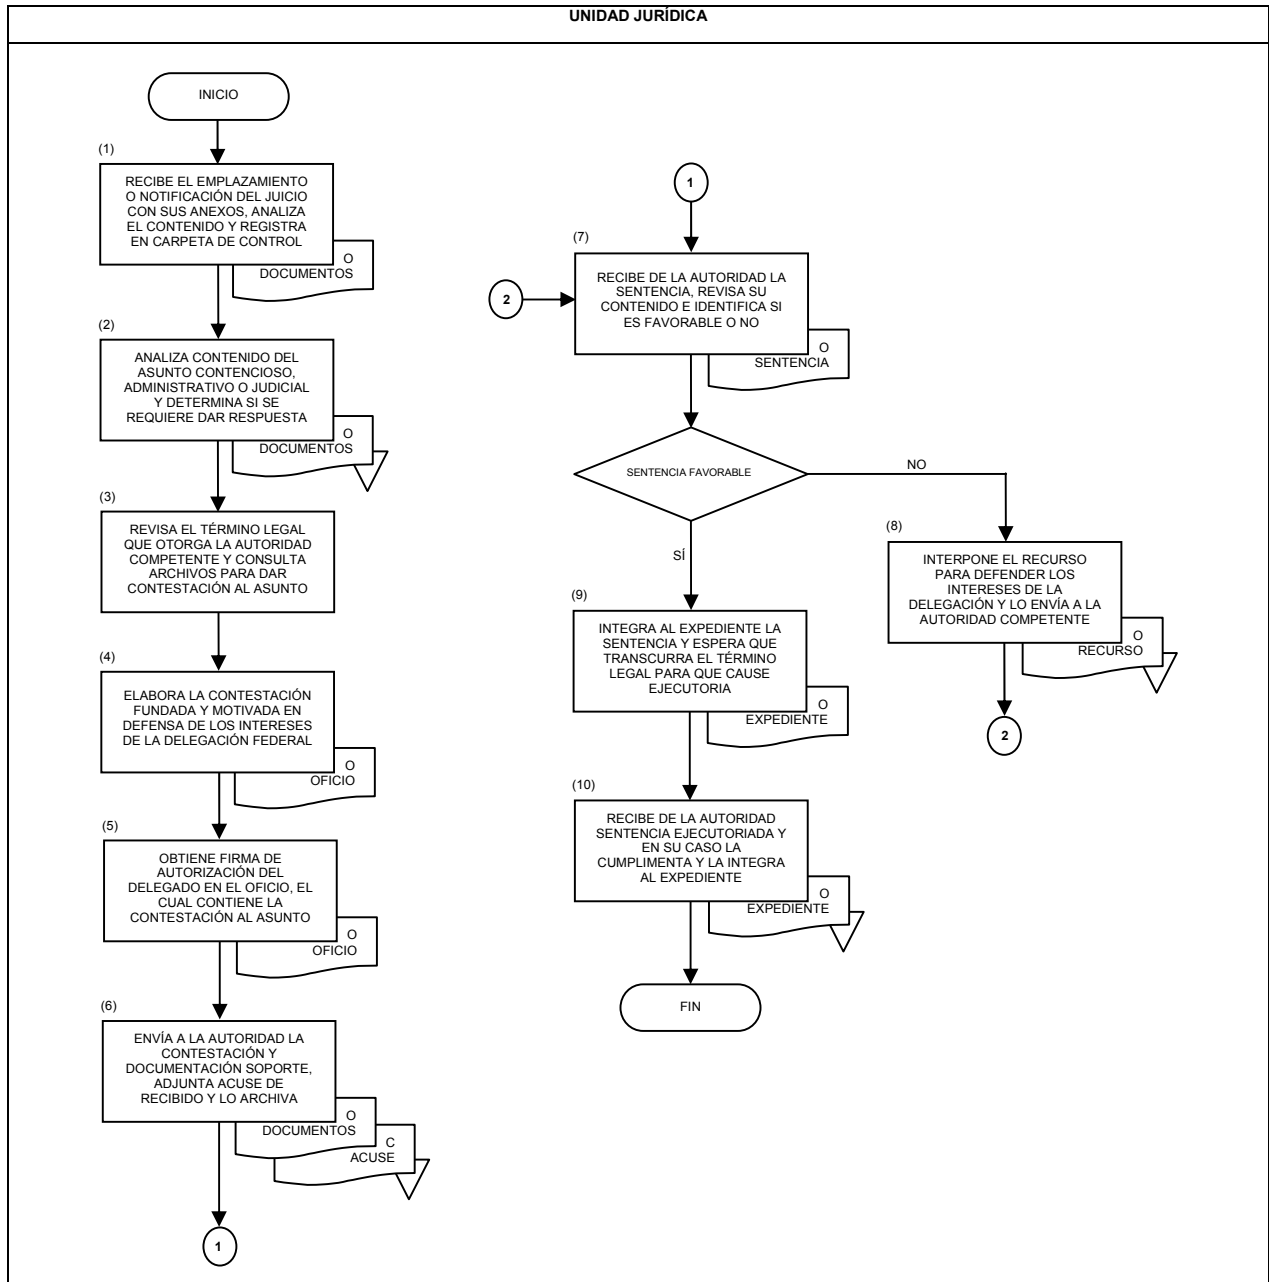 UNIDAD JURÍDICA
INICIO
(1)
RECIBE EL EMPLAZAMIENTO
O NOTIFICACIÓN DEL JUICIO
CON SUS ANEXOS, ANALIZA
EL CONTENIDO Y REGISTRA
EN CARPETA DE CONTROL
O
DOCUMENTOS
(2)
ANALIZA CONTENIDO DEL
ASUNTO CONTENCIOSO,
ADMINISTRATIVO O JUDICIAL
Y DETERMINA SI SE
REQUIERE DAR RESPUESTA
O
DOCUMENTOS
(3)
REVISA EL TÉRMINO LEGAL
QUE OTORGA LA AUTORIDAD
COMPETENTE Y CONSULTA
ARCHIVOS PARA DAR
CONTESTACIÓN AL ASUNTO
(4)
ELABORA LA CONTESTACIÓN
FUNDADA Y MOTIVADA EN
DEFENSA DE LOS INTERESES
DE LA DELEGACIÓN FEDERAL
O
OFICIO
(5)
OBTIENE FIRMA DE
AUTORIZACIÓN DEL
DELEGADO EN EL OFICIO, EL
CUAL CONTIENE LA
CONTESTACIÓN AL ASUNTO
O
OFICIO
(6)
ENVÍA A LA AUTORIDAD LA
CONTESTACIÓN Y
DOCUMENTACIÓN SOPORTE,
ADJUNTA ACUSE DE
RECIBIDO Y LO ARCHIVA
O
DOCUMENTOS
C
ACUSE
1
1
(7)
2
RECIBE DE LA AUTORIDAD LA
SENTENCIA, REVISA SU
CONTENIDO E IDENTIFICA SI
ES FAVORABLE O NO
O
SENTENCIA
SENTENCIA FAVORABLE
NO
SÍ
(8)
INTERPONE EL RECURSO
PARA DEFENDER LOS
INTERESES DE LA
DELEGACIÓN Y LO ENVÍA A LA
AUTORIDAD COMPETENTE
O
RECURSO
2
(9)
INTEGRA AL EXPEDIENTE LA
SENTENCIA Y ESPERA QUE
TRANSCURRA EL TÉRMINO
LEGAL PARA QUE CAUSE
EJECUTORIA
O
EXPEDIENTE
(10)
RECIBE DE LA AUTORIDAD
SENTENCIA EJECUTORIADA Y
EN SU CASO LA
CUMPLIMENTA Y LA INTEGRA
AL EXPEDIENTE
O
EXPEDIENTE
FIN